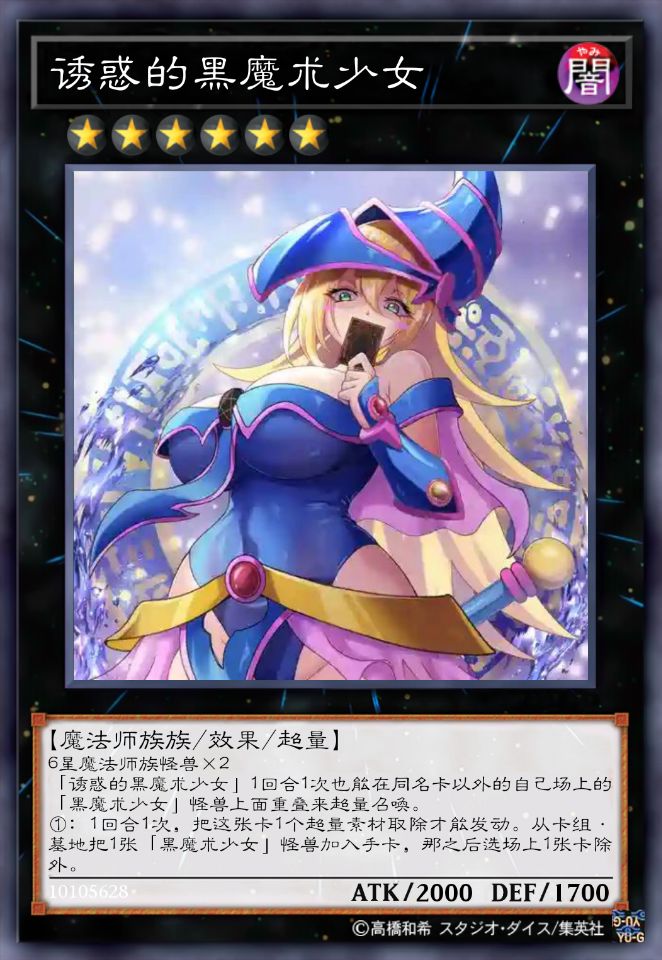 诱惑的黑魔术少女
やみ
闇
【魔法师族族/效果/超量】
6星魔法师族怪兽×2
「诱惑的黑魔术少女」1回合1次也能在同名卡以外的自己场上的
「黑魔术少女」怪兽上面重叠来超量召唤。
①：1回合1次，把这张卡1个超量素材取除才能发动。从卡组·
墓地把1张「黑魔术少女」怪兽加入手卡，那之后选场上1张卡除
外。
10105628
ATK/2000 DEF/1700
©高橋和希 スタジオ·ダイス/集英社
YU-G
YU-G